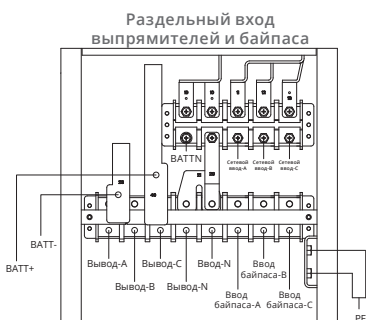 Раздельный вход
выпрямителей и байпаса
BATTN
Сетевой ввод-A
Сетевой ввод-B
Сетевой ввод-C
BATT-
BATT+
Вывод-A
Вывод-C
Ввод-N
Ввод
байпаса-B
Вывод-B
Вывод-N
Ввод
байпаса-A
Ввод
байпаса-C
PE